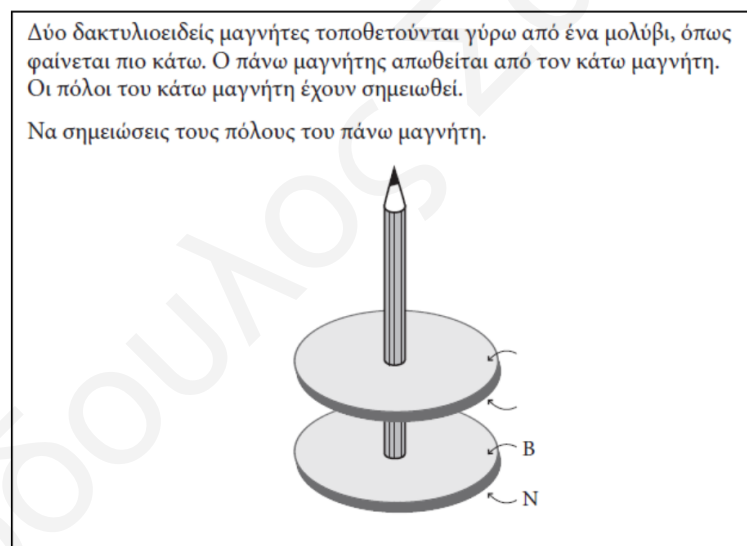 Δύο δακτυλιοειδείς μαγνήτες τοποθετούνται γύρω από ένα μολύβι, όπως
φαίνεται πιο κάτω. Ο πάνω μαγνήτης απωθείται από τον κάτω μαγνήτη.
Οι πόλοι του κάτω μαγνήτη έχουν σημειωθεί.
Να σημειώσεις τους πόλους του πάνω μαγνήτη.
Β
Ν